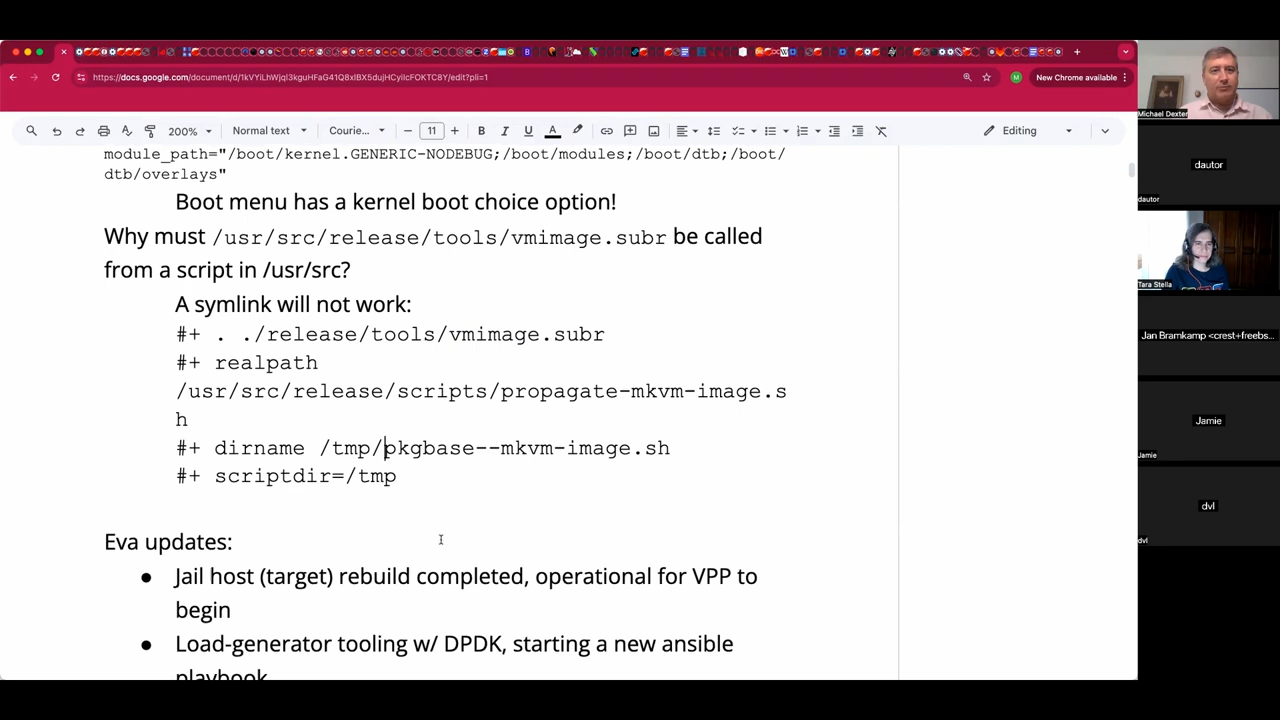 https://docs.google.com/document/d/1kVYiLhWjqI3kguHFaG41Q8xlBX5dujHCyiIcFOKTC8Y/edit?pli=1
M
New Chrome available
200%
Normal text
Courie...
11
Editing
module_path="/boot/kernel.GENERIC-NODEBUG;/boot/modules;/boot/dtb;/boot/
dtb/overlays"
Boot menu has a kernel boot choice option!
Why must /usr/src/release/tools/vmimage.subr be called
from a script in /usr/src?
A symlink will not work:
#+ . ./release/tools/vmimage.subr
#+ realpath
/usr/src/release/scripts/propagate-mkvm-image.s
h
#+ dirname /tmp/pkgbase--mkvm-image.sh
#+ scriptdir=/tmp
Eva updates:
● Jail host (target) rebuild completed, operational for VPP to
begin
● Load-generator tooling w/ DPDK, starting a new ansible
playbook
Michael Dexter
dautor
dautor
Tara Stella
Jan Bramkamp <crest+freebs...
Jamie
Jamie
dvl
dvl